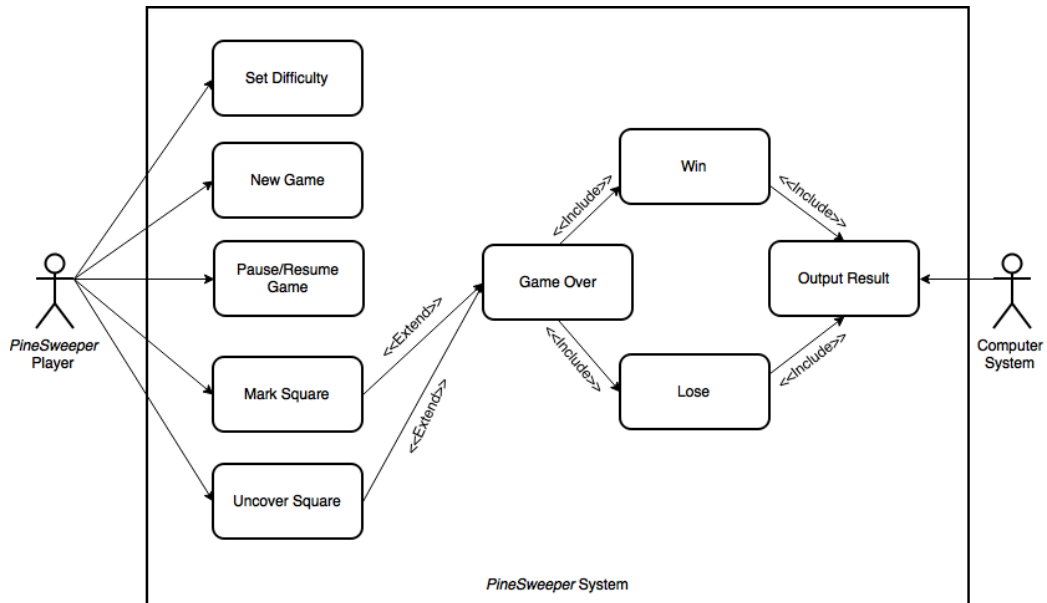 Set Difficulty
New Game
Pause/Resume
Game
Mark Square
Uncover Square
PineSweeper
Player
<<Extend>>
<<Extend>>
Game Over
<<Include>>
<<Include>>
Win
Lose
<<Include>>
<<Include>>
Output Result
Computer
System
PineSweeper System